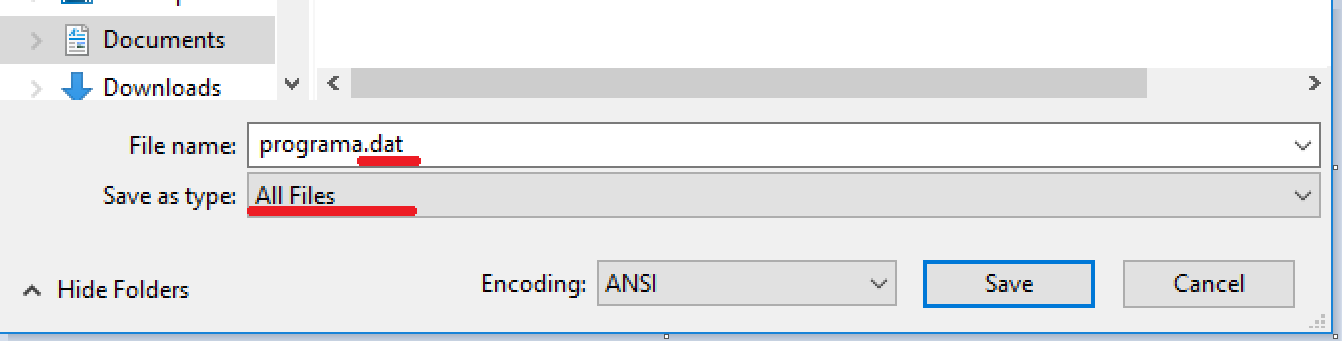 Documents
Downloads
File name: programa.dat
Save as type: All Files
Hide Folders
Encoding: ANSI
Save
Cancel